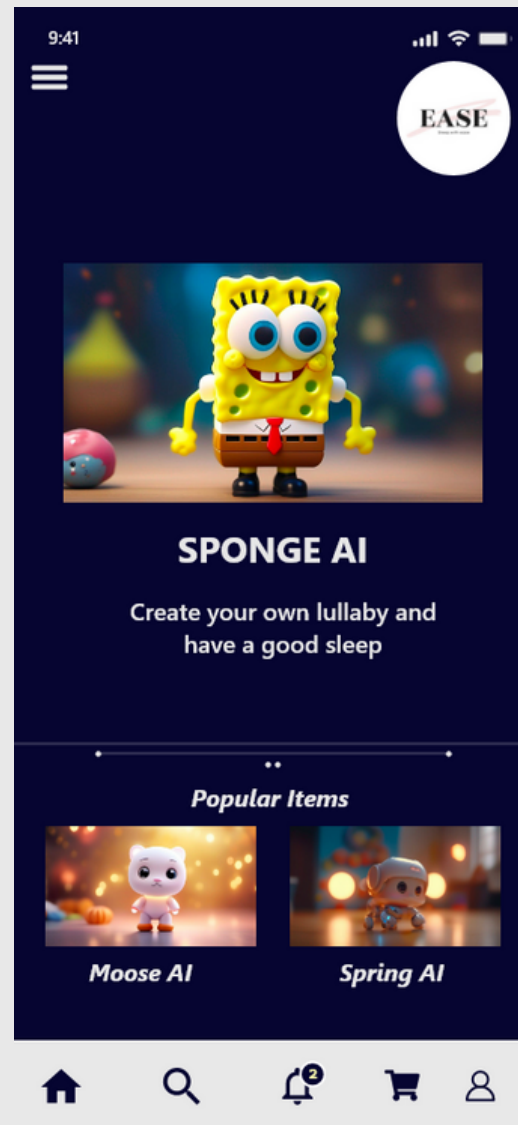 9:41
EASE
SPONGE AI
Create your own lullaby and
have a good sleep
Popular Items
Moose AI
Spring AI
2